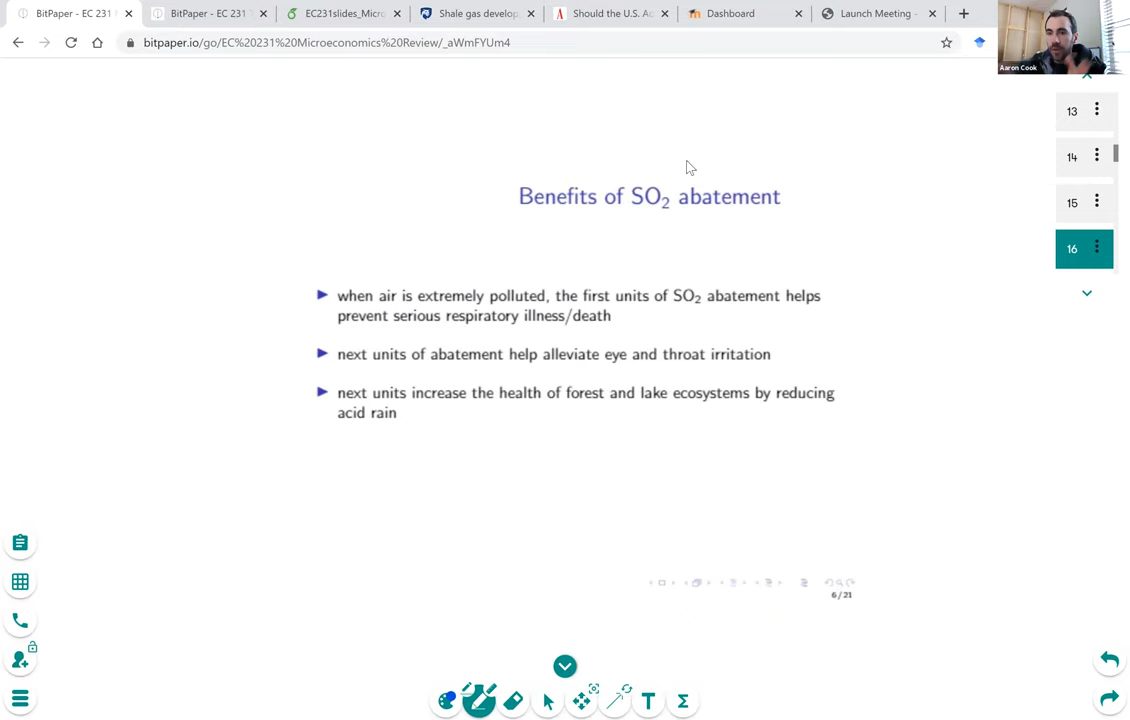 BitPaper - EC 231
BitPaper - EC 231
EC231slides_Micro
Shale gas develop
Should the U.S. A
Dashboard
Launch Meeting -
bitpaper.io/go/EC%20231%20Microeconomics%20Review/_aWmFYUm4
Aaron Cook
13
14
15
16
Benefits of SO₂ abatement
when air is extremely polluted, the first units of SO₂ abatement helps
prevent serious respiratory illness/death
next units of abatement help alleviate eye and throat irritation
next units increase the health of forest and lake ecosystems by reducing
acid rain
6/21
T
Σ